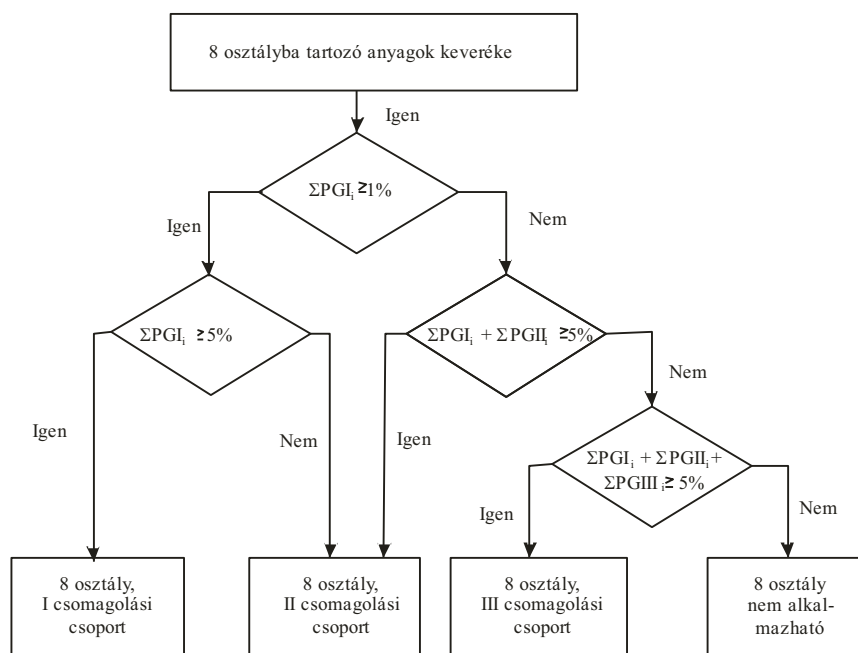 8 osztályba tartozó anyagok keveréke
Igen
ΣPGIᵢ ≥1%
Igen
Nem
ΣPGIᵢ ≥5%
ΣPGIᵢ + ΣPGIIᵢ ≥5%
Nem
Igen
Nem
Igen
ΣPGIᵢ + ΣPGIIᵢ+
ΣPGIIIᵢ≥ 5%
Igen
Nem
8 osztály,
I csomagolási
csoport
8 osztály,
II csomagolási
csoport
8 osztály,
III csomagolási
csoport
8 osztály
nem alkal-
mazható